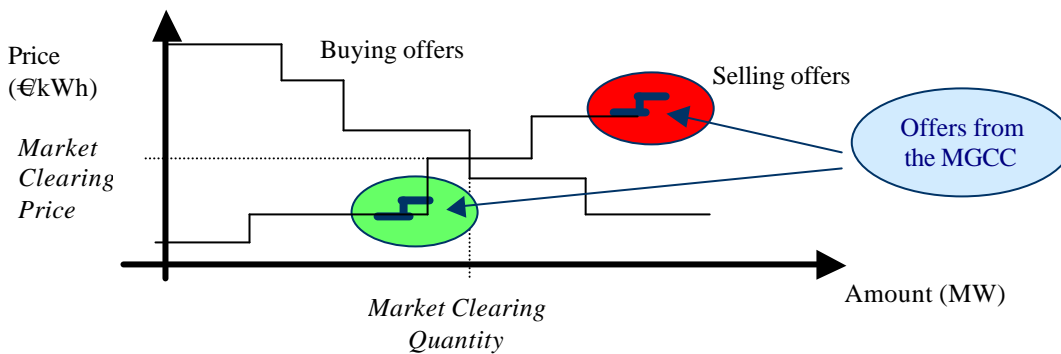 Buying offers
Price
(€/kWh)
Selling offers
Offers from
the MGCC
Market
Clearing
Price
Amount (MW)
Market Clearing
Quantity